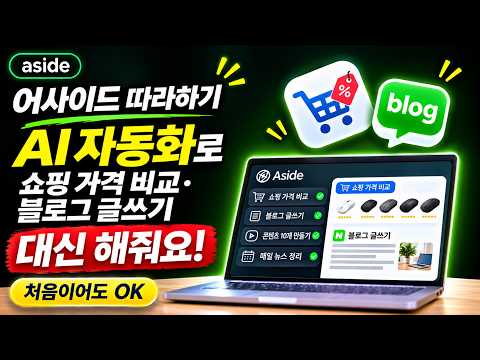 aside
어사이드 따라하기
AI 자동화로
쇼핑 가격 비교·
블로그 글쓰기
대신 해줘요!
처음이어도 OK
%
blog
Aside
쇼핑 가격 비교
블로그 글쓰기
콘텐츠 10개 만들기
매일 뉴스 정리
쇼핑 가격 비교
N 블로그 글쓰기